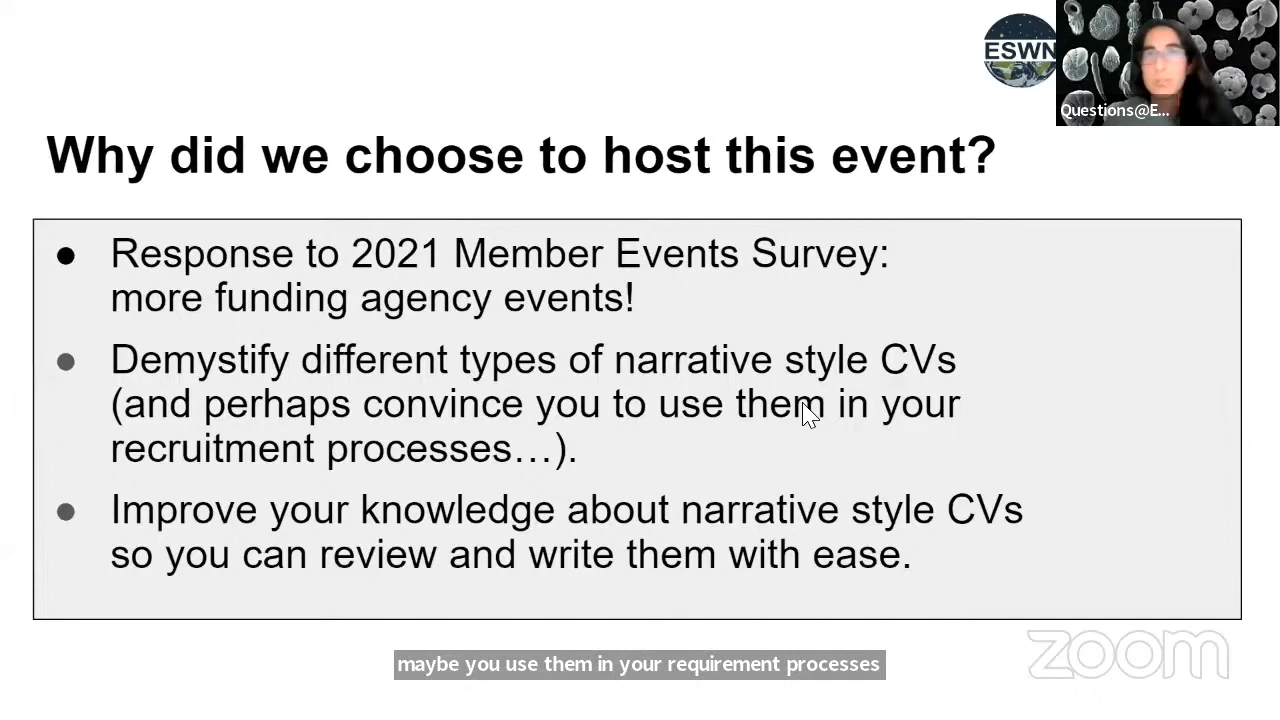 ESWN
Questions@E...
Why did we choose to host this event?
● Response to 2021 Member Events Survey:
more funding agency events!
● Demystify different types of narrative style CVs
(and perhaps convince you to use them in your
recruitment processes…).
● Improve your knowledge about narrative style CVs
so you can review and write them with ease.
maybe you use them in your requirement processes
zoom